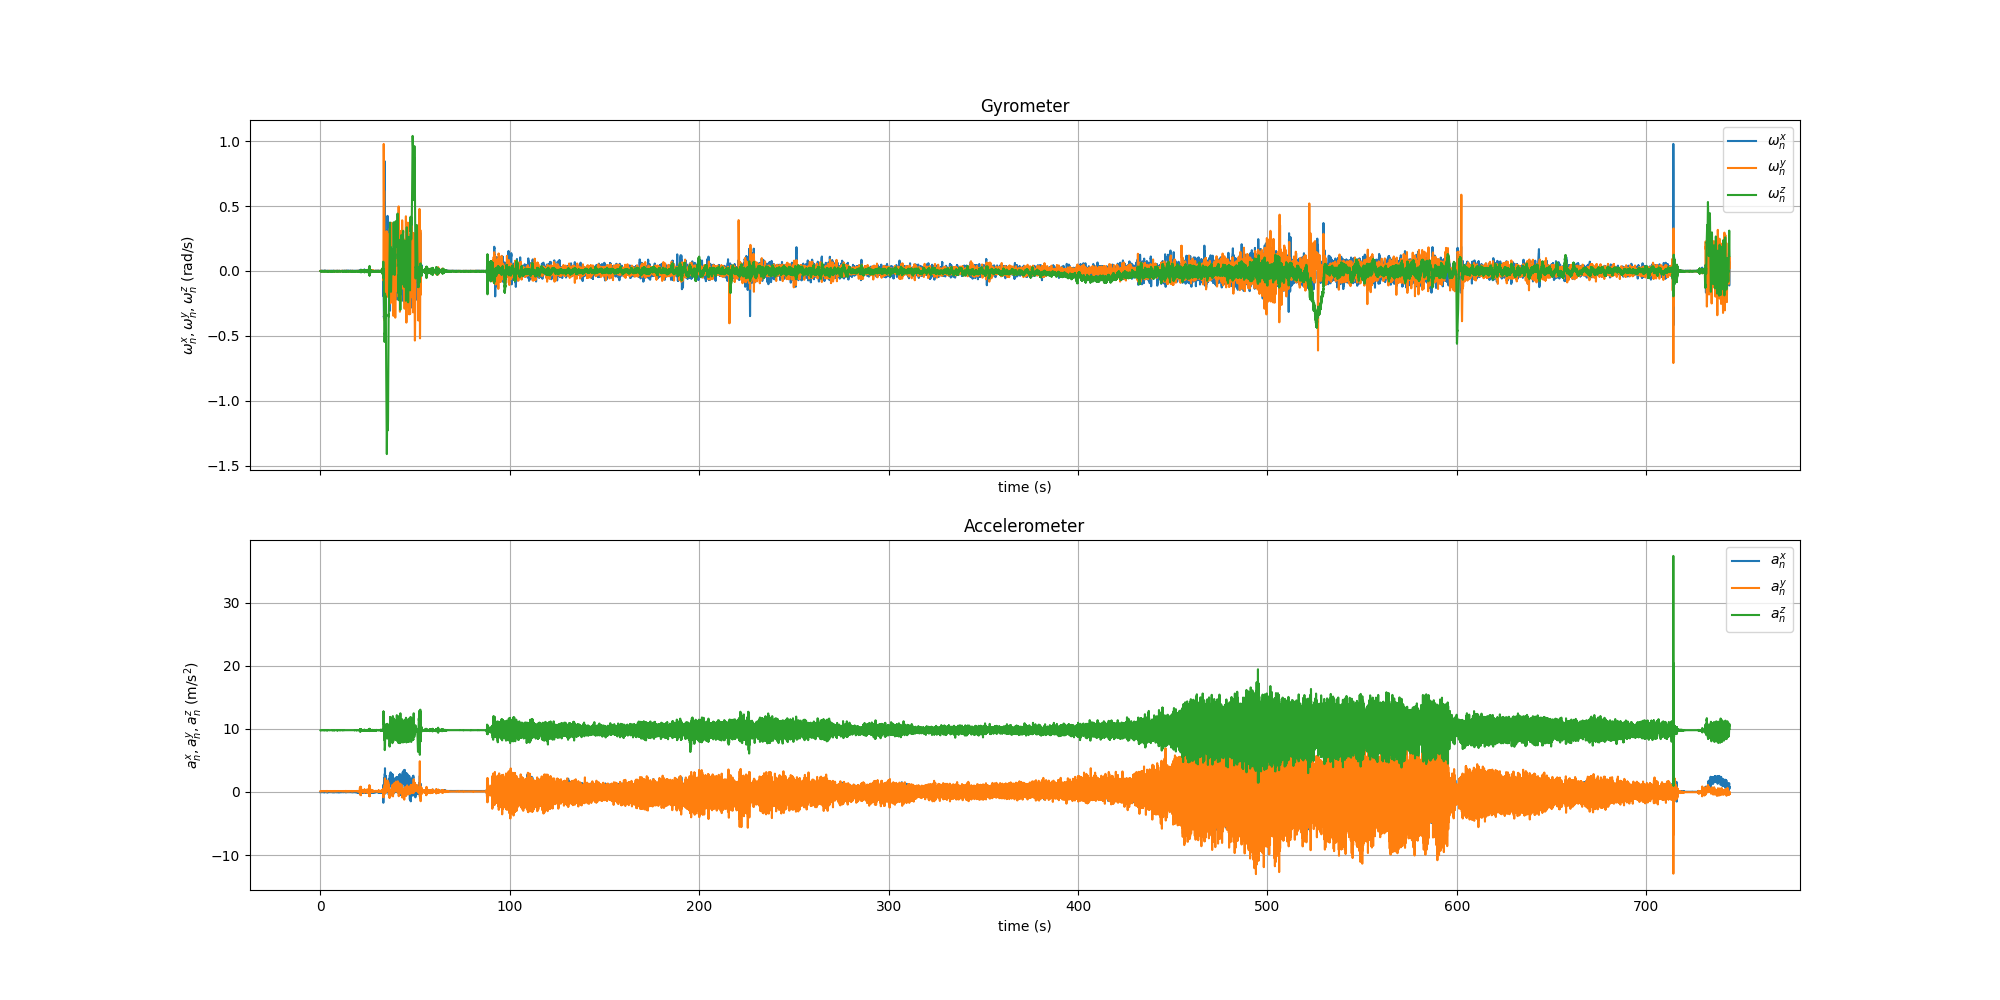 Gyrometer
1.0
0.5
0.0
−0.5
−1.0
−1.5
ω_n^x, ω_n^y, ω_n^z (rad/s)
ω_n^x
ω_n^y
ω_n^z
time (s)
Accelerometer
30
20
10
0
−10
a_n^x, a_n^y, a_n^z (m/s²)
a_n^x
a_n^y
a_n^z
0 100 200 300 400 500 600 700
time (s)